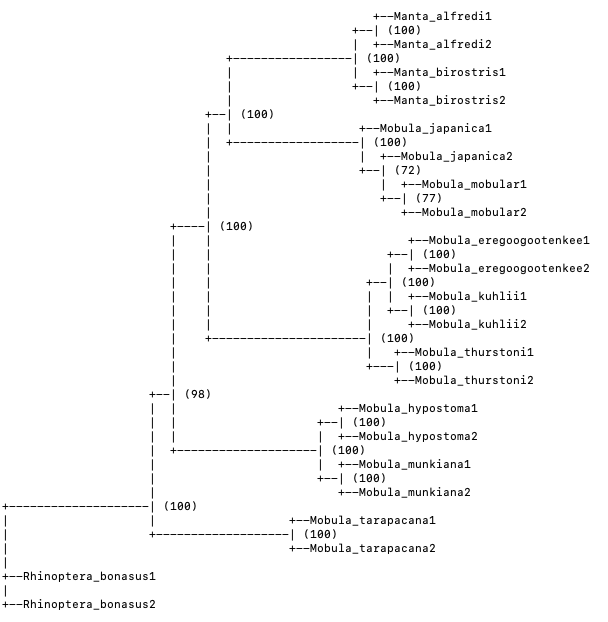 Manta_alfredi1
(100)
Manta_alfredi2
(100)
Manta_birostris1
(100)
Manta_birostris2
(100)
Mobula_japanica1
(100)
Mobula_japanica2
(72)
Mobula_mobular1
(77)
Mobula_mobular2
(100)
Mobula_eregoogootenkee1
(100)
Mobula_eregoogootenkee2
(100)
Mobula_kuhlii1
(100)
Mobula_kuhlii2
(100)
Mobula_thurstoni1
(100)
Mobula_thurstoni2
(98)
Mobula_hypostoma1
(100)
Mobula_hypostoma2
(100)
Mobula_munkiana1
(100)
Mobula_munkiana2
(100)
Mobula_tarapacana1
(100)
Mobula_tarapacana2
Rhinoptera_bonasus1
Rhinoptera_bonasus2